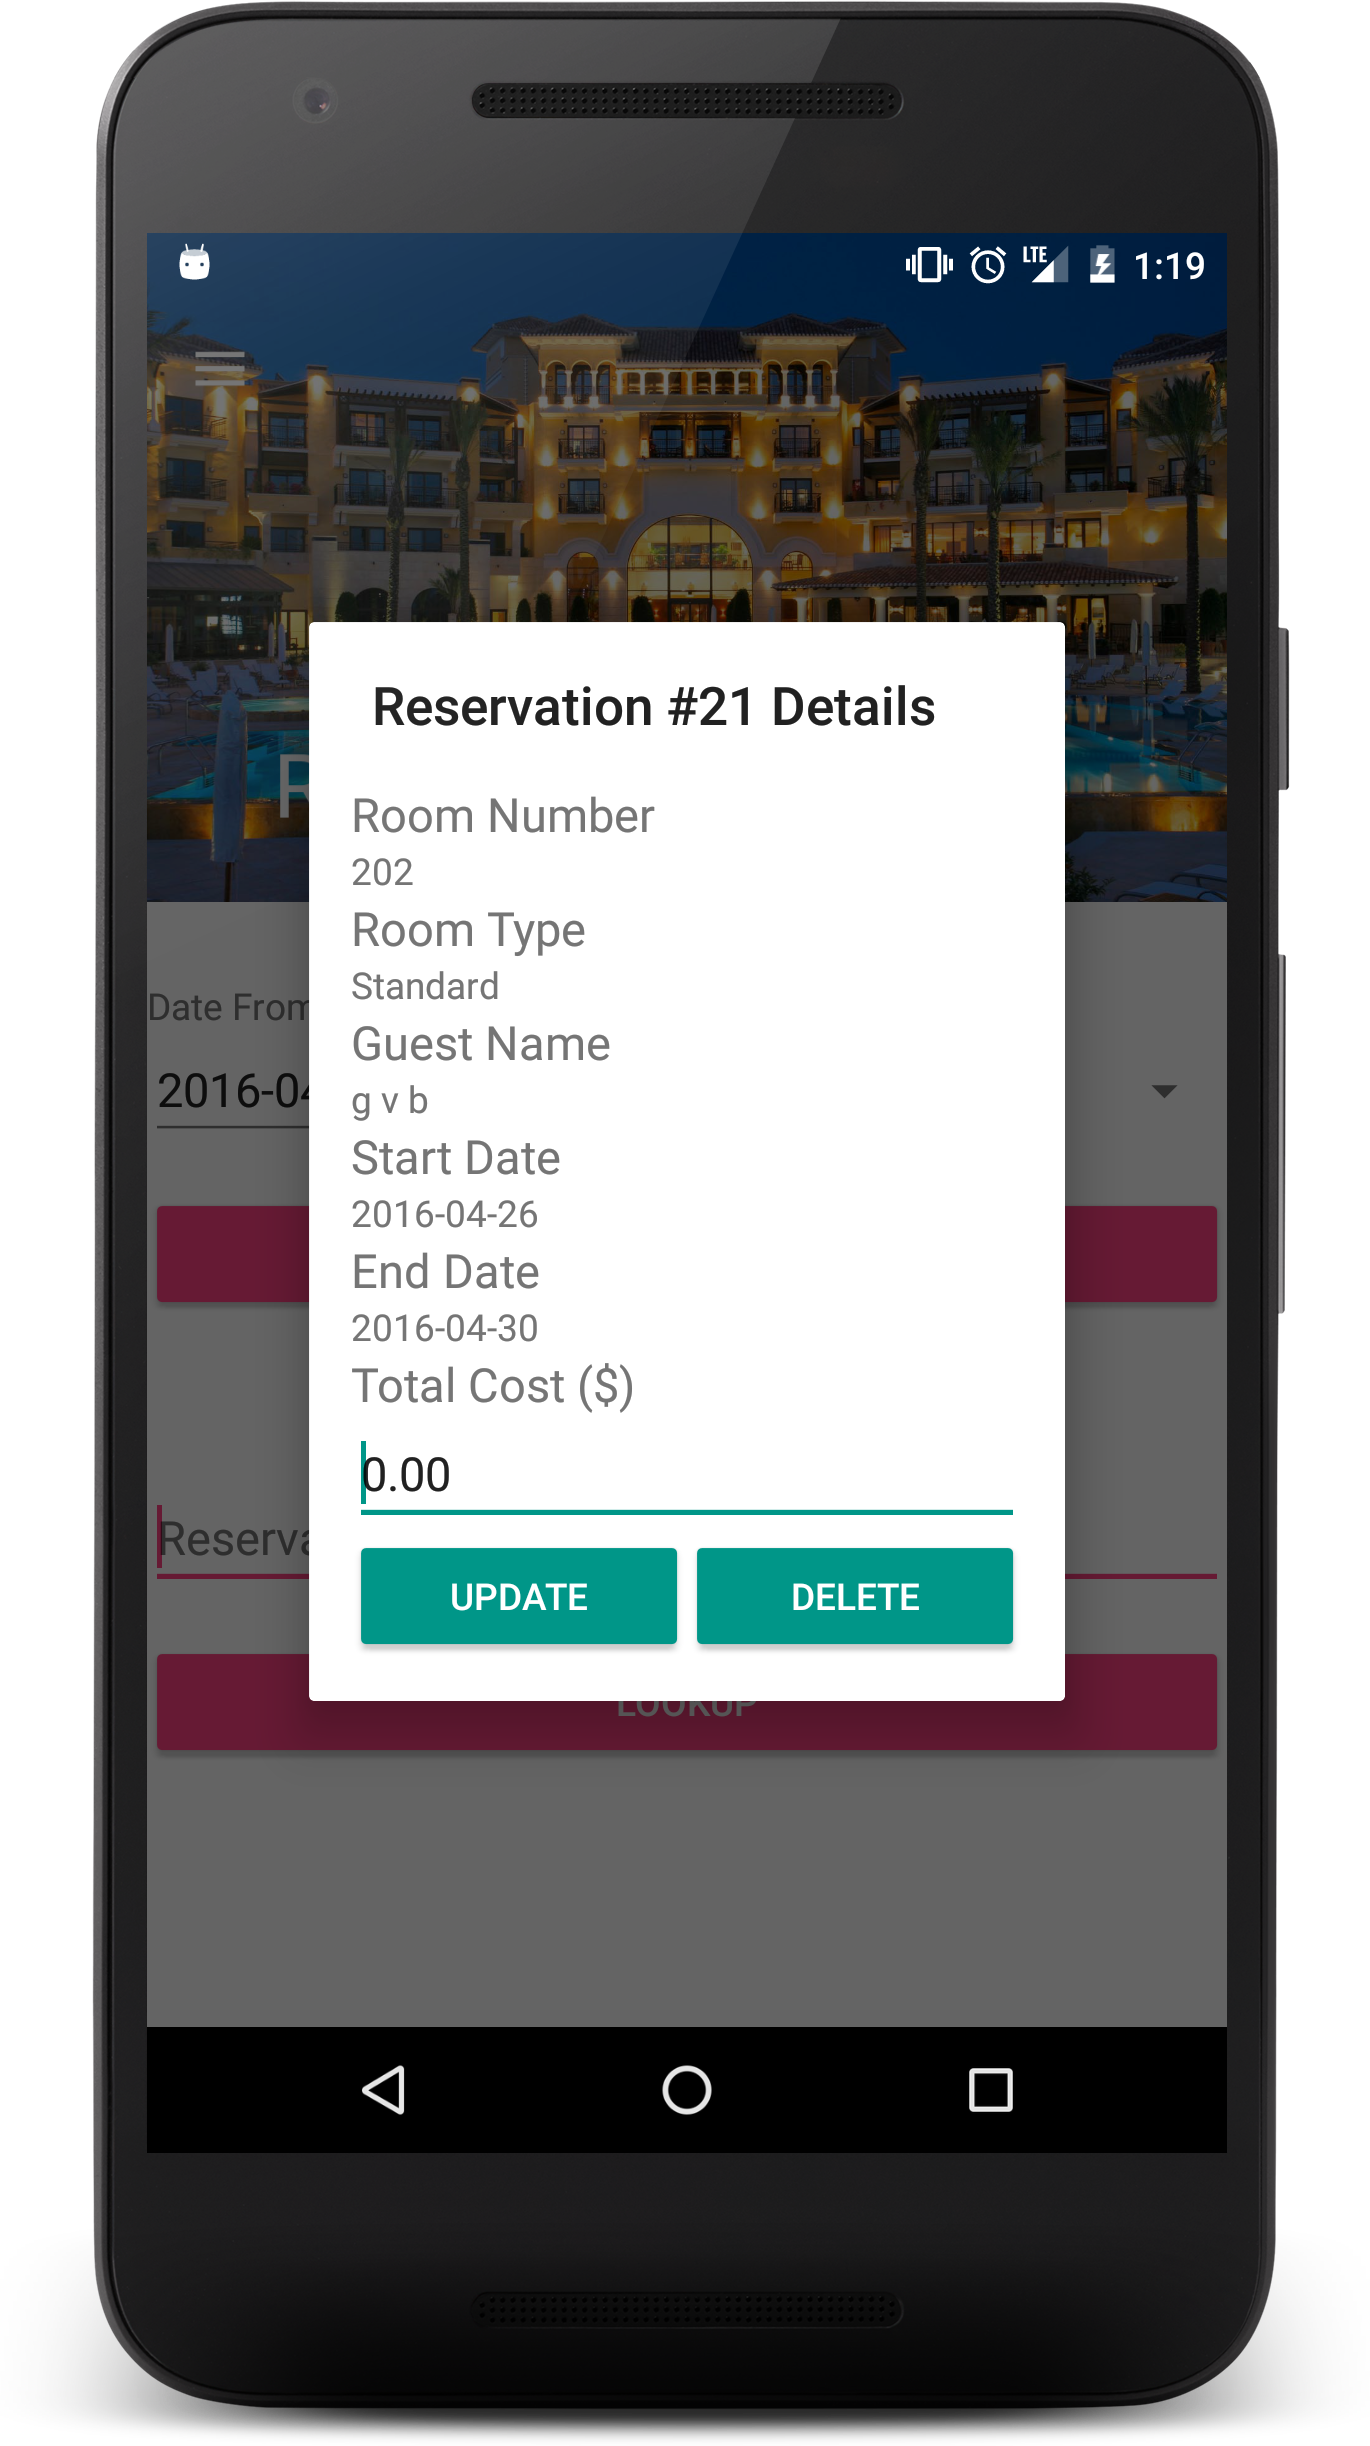 LTE 1:19
R
Reservation #21 Details
Room Number
202
Room Type
Standard
Guest Name
g v b
Start Date
2016-04-26
End Date
2016-04-30
Total Cost ($)
0.00
UPDATE DELETE
Date From
2016-04
Reserva
LOOKUP